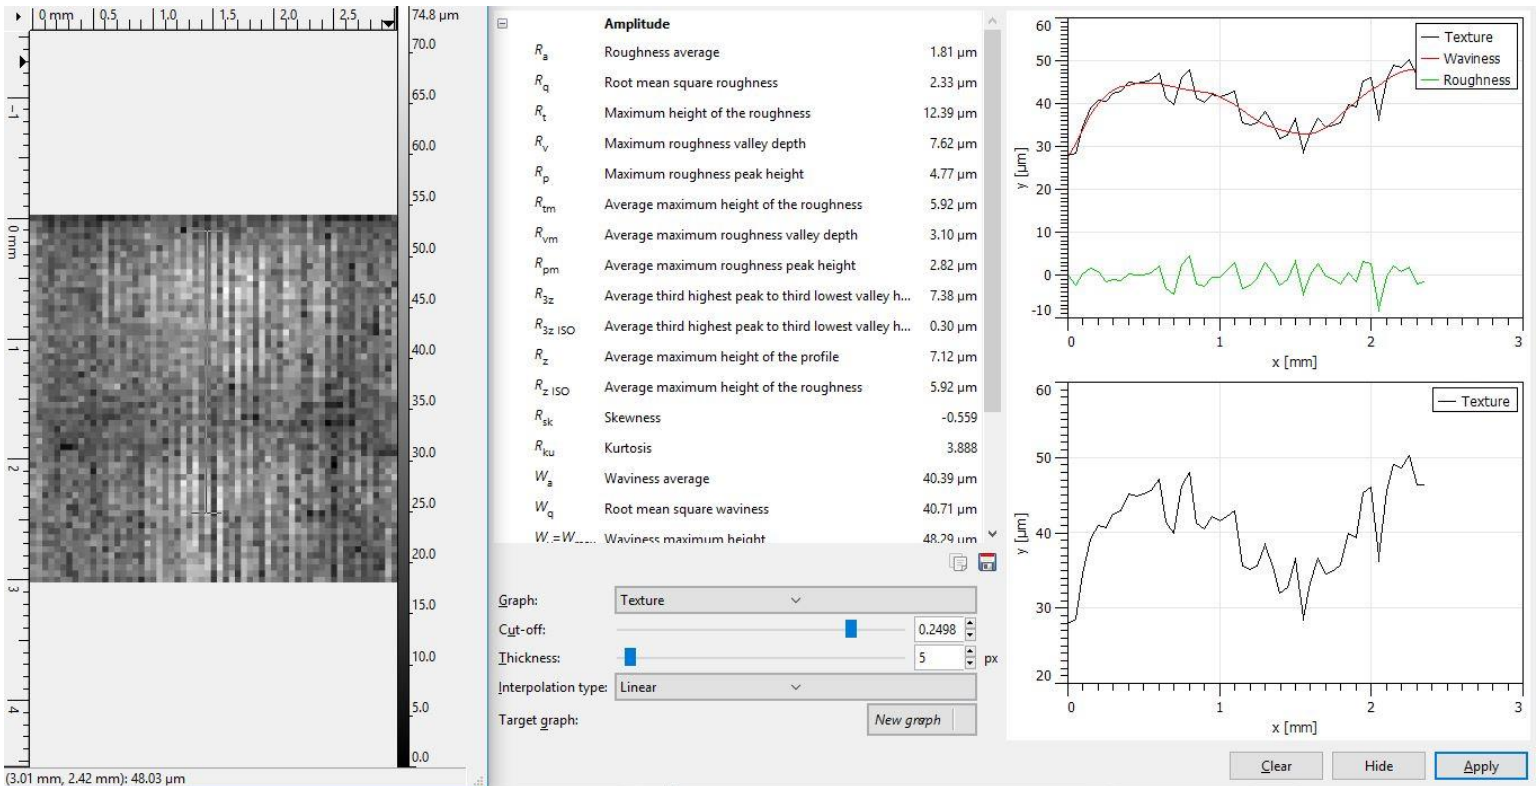 0 mm 0.5 1.0 1.5 2.0 2.5
74.8 µm
70.0
65.0
60.0
55.0
50.0
45.0
40.0
35.0
30.0
25.0
20.0
15.0
10.0
5.0
0.0
-1
0 mm
1
2
3
4
(3.01 mm, 2.42 mm): 48.03 µm
Amplitude
Ra Roughness average 1.81 µm
Rq Root mean square roughness 2.33 µm
Rt Maximum height of the roughness 12.39 µm
Rv Maximum roughness valley depth 7.62 µm
Rp Maximum roughness peak height 4.77 µm
Rtm Average maximum height of the roughness 5.92 µm
Rvm Average maximum roughness valley depth 3.10 µm
Rpm Average maximum roughness peak height 2.82 µm
R3z Average third highest peak to third lowest valley h... 7.38 µm
R3z ISO Average third highest peak to third lowest valley h... 0.30 µm
Rz Average maximum height of the profile 7.12 µm
Rz ISO Average maximum height of the roughness 5.92 µm
Rsk Skewness -0.559
Rku Kurtosis 3.888
Wa Waviness average 40.39 µm
Wq Root mean square waviness 40.71 µm
Waviness maximum height 48.29 µm
Graph: Texture
Cut-off: 0.2498
Thickness: 5 px
Interpolation type: Linear
Target graph: New graph
60
50
40
30
20
10
0
-10
y [µm]
0 1 2 3
x [mm]
Texture
Waviness
Roughness
60
50
40
30
20
y [µm]
0 1 2 3
x [mm]
Texture
Clear Hide Apply